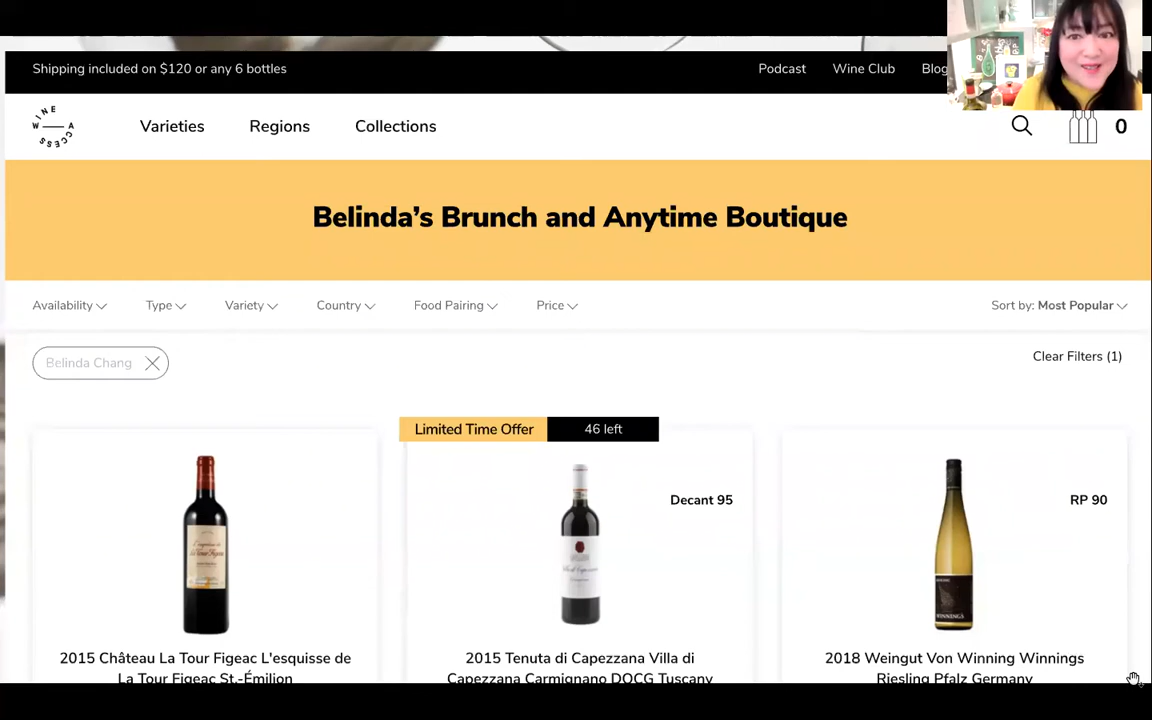 Shipping included on $120 or any 6 bottles
Podcast
Wine Club
Blog
WINE ACCESS
Varieties
Regions
Collections
0
Belinda’s Brunch and Anytime Boutique
Availability
Type
Variety
Country
Food Pairing
Price
Sort by: Most Popular
Belinda Chang
Clear Filters (1)
Limited Time Offer
46 left
Decant 95
RP 90
WINNINGS
2015 Château La Tour Figeac L'esquisse de
La Tour Figeac St.-Émilion
2015 Tenuta di Capezzana Villa di
Capezzana Carmignano DOCG Tuscany
2018 Weingut Von Winning Winnings
Riesling Pfalz Germany